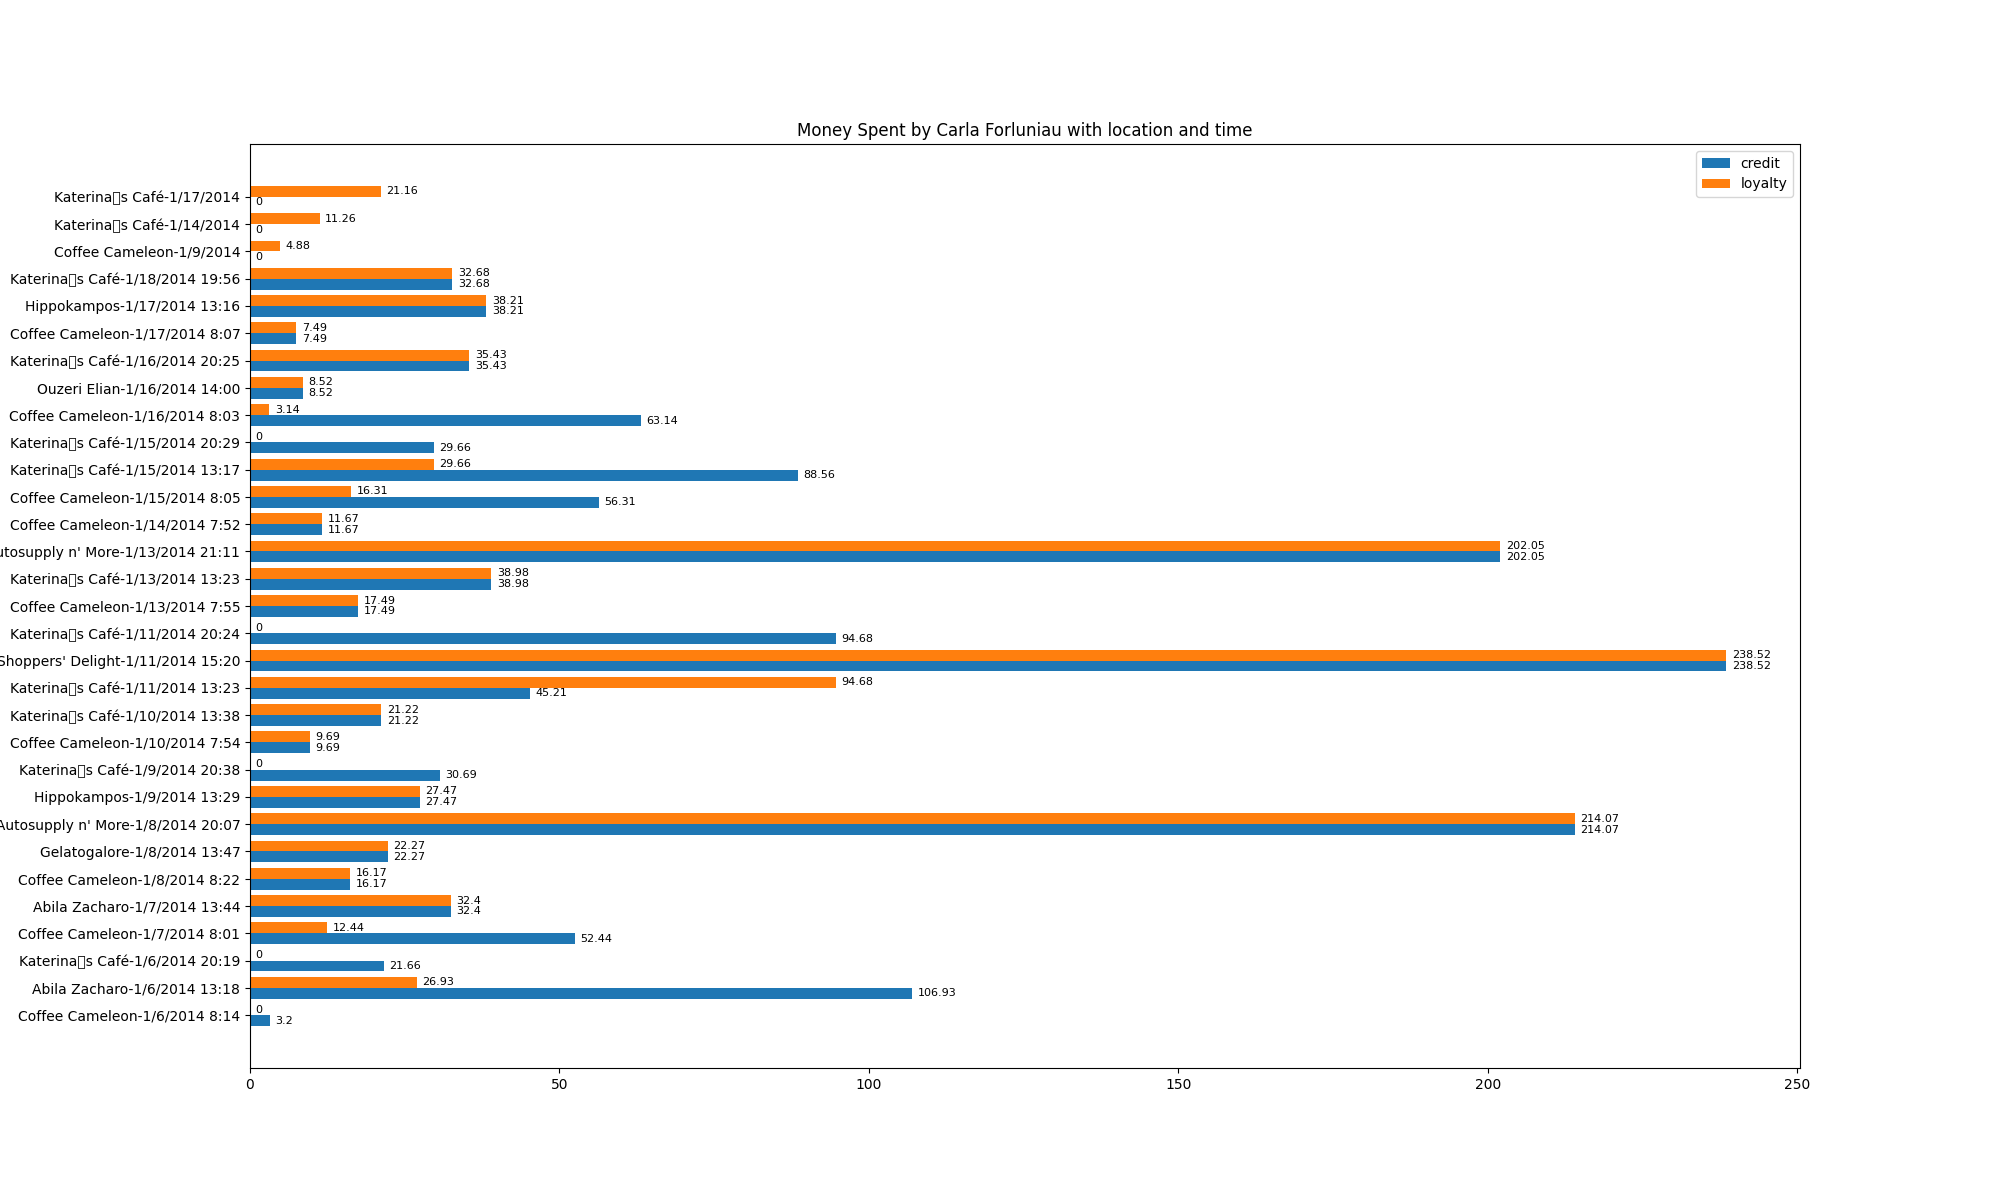 Money Spent by Carla Forluniau with location and time
credit
loyalty
Katerina▯s Café-1/17/2014 21.16 0
Katerina▯s Café-1/14/2014 11.26 0
Coffee Cameleon-1/9/2014 4.88 0
Katerina▯s Café-1/18/2014 19:56 32.68 32.68
Hippokampos-1/17/2014 13:16 38.21 38.21
Coffee Cameleon-1/17/2014 8:07 7.49 7.49
Katerina▯s Café-1/16/2014 20:25 35.43 35.43
Ouzeri Elian-1/16/2014 14:00 8.52 8.52
Coffee Cameleon-1/16/2014 8:03 3.14 63.14
Katerina▯s Café-1/15/2014 20:29 0 29.66
Katerina▯s Café-1/15/2014 13:17 29.66 88.56
Coffee Cameleon-1/15/2014 8:05 16.31 56.31
Coffee Cameleon-1/14/2014 7:52 11.67 11.67
utosupply n' More-1/13/2014 21:11 202.05 202.05
Katerina▯s Café-1/13/2014 13:23 38.98 38.98
Coffee Cameleon-1/13/2014 7:55 17.49 17.49
Katerina▯s Café-1/11/2014 20:24 0 94.68
Shoppers' Delight-1/11/2014 15:20 238.52 238.52
Katerina▯s Café-1/11/2014 13:23 94.68 45.21
Katerina▯s Café-1/10/2014 13:38 21.22 21.22
Coffee Cameleon-1/10/2014 7:54 9.69 9.69
Katerina▯s Café-1/9/2014 20:38 0 30.69
Hippokampos-1/9/2014 13:29 27.47 27.47
Autosupply n' More-1/8/2014 20:07 214.07 214.07
Gelatogalore-1/8/2014 13:47 22.27 22.27
Coffee Cameleon-1/8/2014 8:22 16.17 16.17
Abila Zacharo-1/7/2014 13:44 32.4 32.4
Coffee Cameleon-1/7/2014 8:01 12.44 52.44
Katerina▯s Café-1/6/2014 20:19 0 21.66
Abila Zacharo-1/6/2014 13:18 26.93 106.93
Coffee Cameleon-1/6/2014 8:14 0 3.2
0 50 100 150 200 250